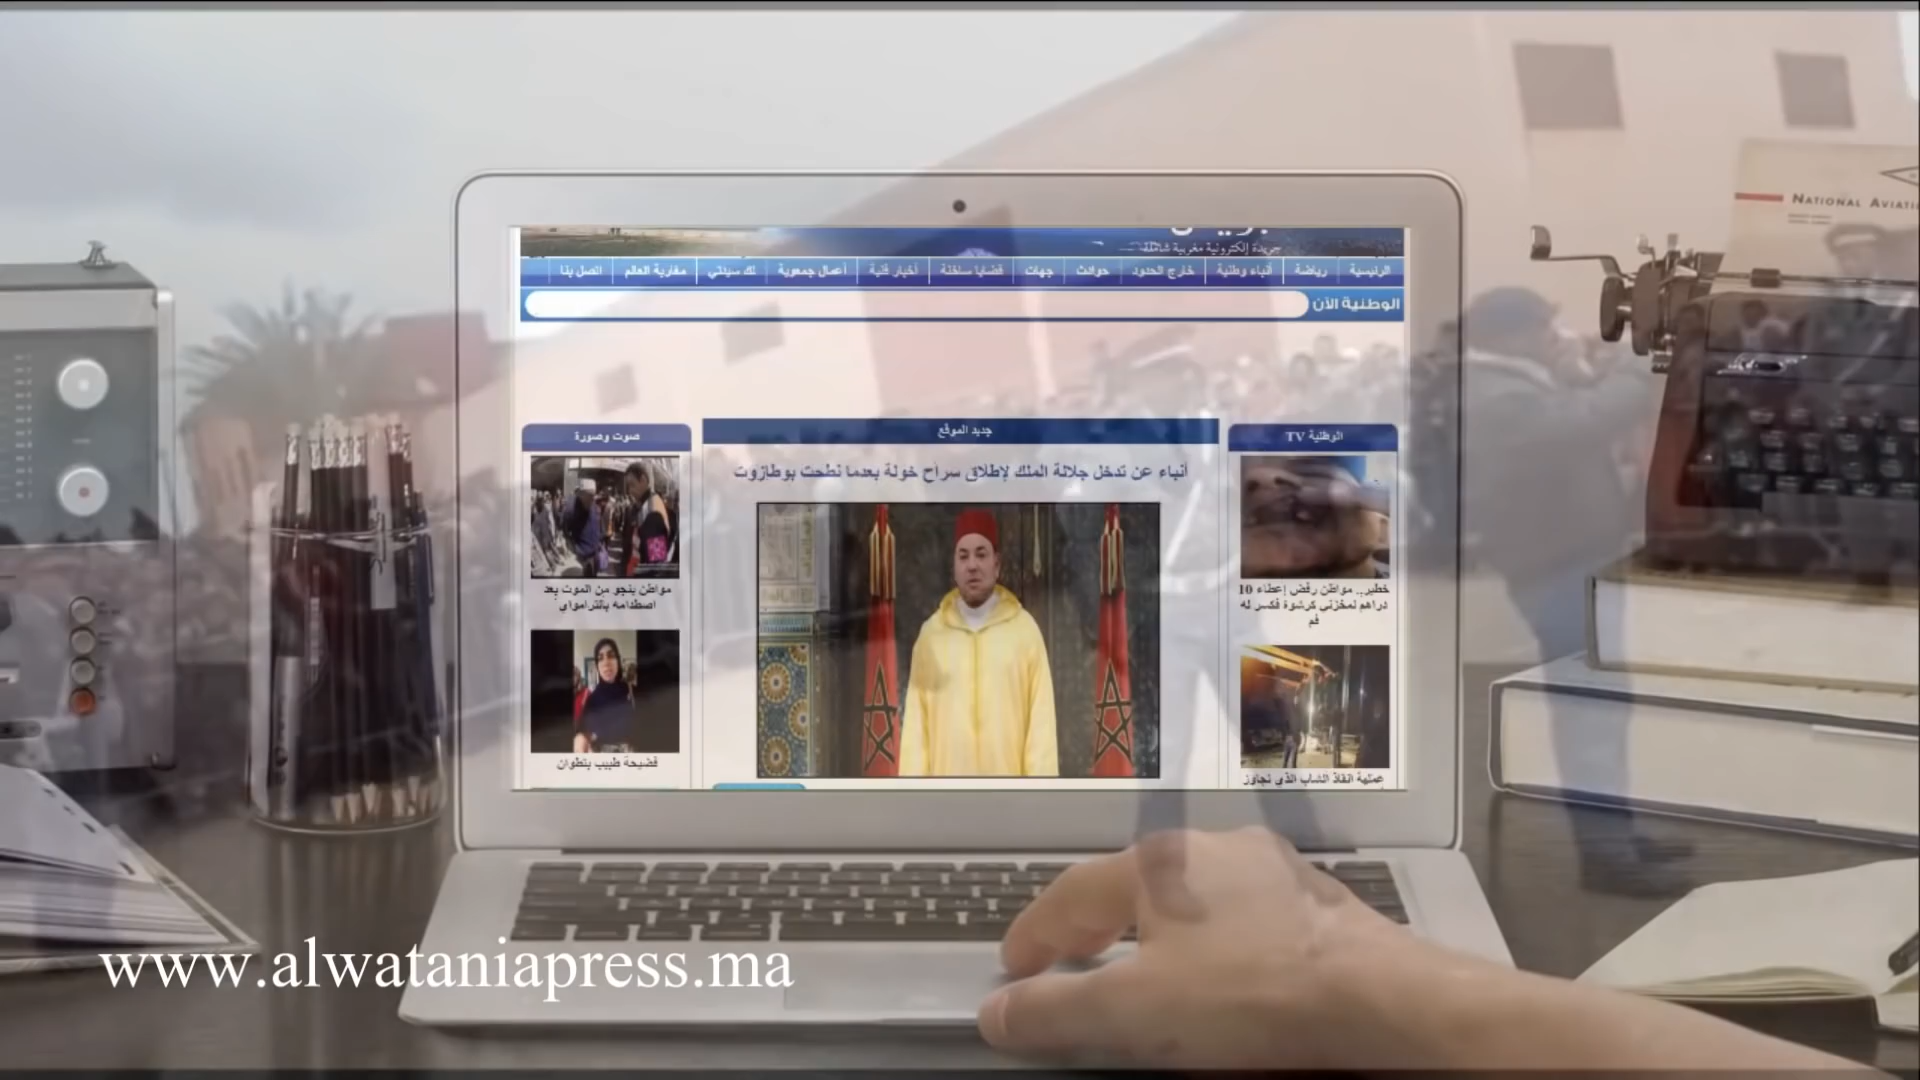 جريدة إلكترونية مغربية شاملة
الرئيسية رياضة أنباء وطنية خارج الحدود حوادث جهات قضايا ساخنة أخبار فنية أعمال جمعوية لك سيدتي مغاربة العالم اتصل بنا
الوطنية الآن
الوطنية TV
خطير.. مواطن رفض إعطاء 10
دراهم لمخزني كرشوة فكسر له
فم
عملية انقاذ الشاب الذي تجاوز
جديد الموقع
أنباء عن تدخل جلالة الملك لإطلاق سراح خولة بعدما نطحت بوطازوت
صوت وصورة
مواطن ينجو من الموت بعد
اصطدامه بالترامواي
فضيحة طبيب بتطوان
NATIONAL AVIATI
www.alwataniapress.ma